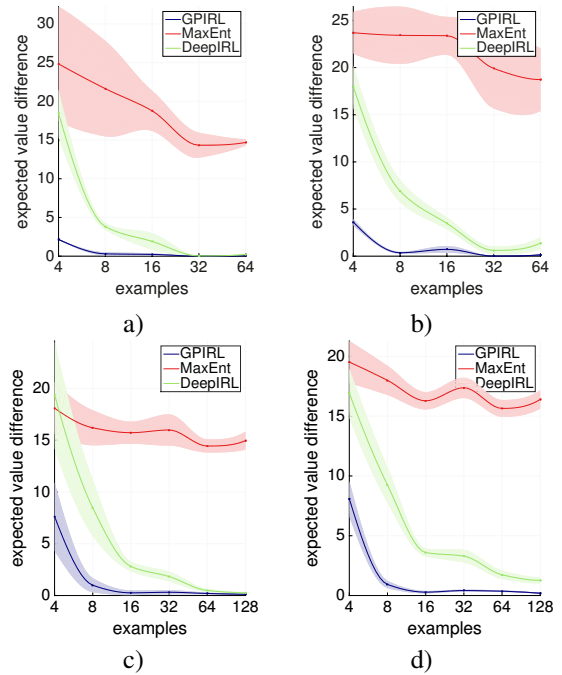 GPIRL
MaxEnt
DeepIRL
expected value difference
30
25
20
15
10
5
0
4 8 16 32 64
examples
a)
GPIRL
MaxEnt
DeepIRL
expected value difference
25
20
15
10
5
0
4 8 16 32 64
examples
b)
GPIRL
MaxEnt
DeepIRL
expected value difference
20
15
10
5
0
4 8 16 32 64 128
examples
c)
GPIRL
MaxEnt
DeepIRL
expected value difference
20
15
10
5
0
4 8 16 32 64 128
examples
d)